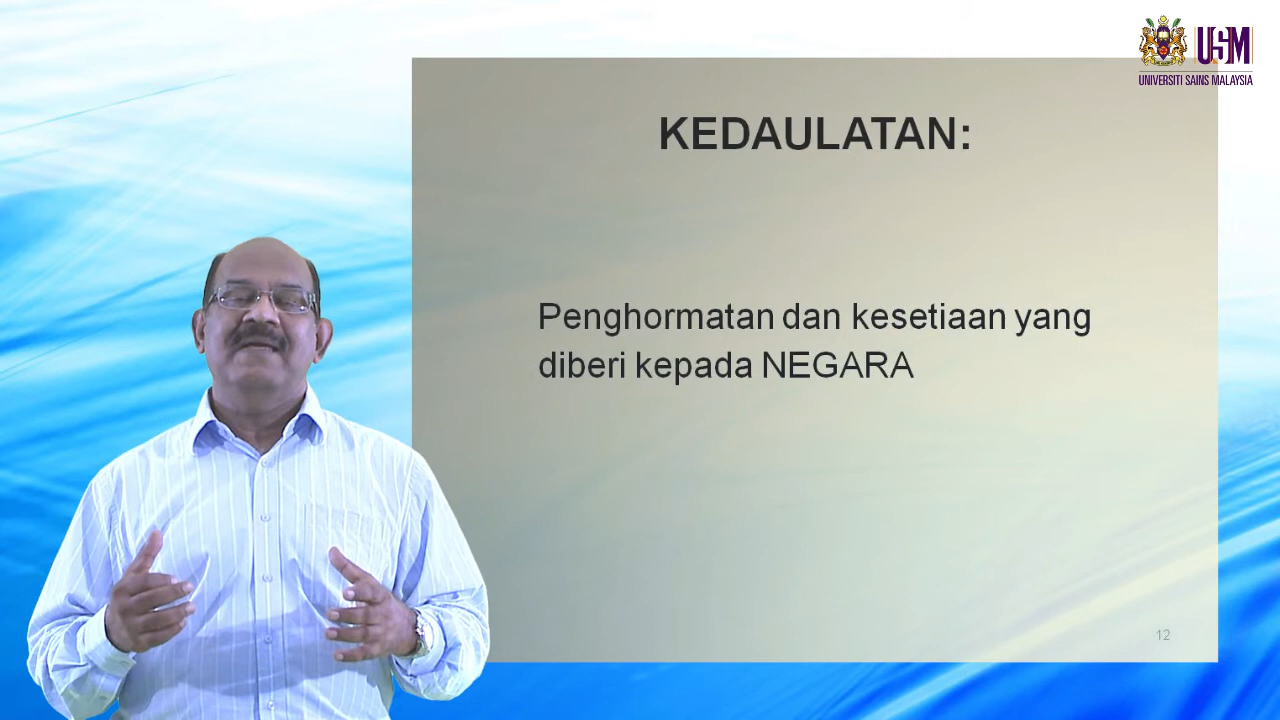 USM
UNIVERSITI SAINS MALAYSIA
KEDAULATAN:
Penghormatan dan kesetiaan yang
diberi kepada NEGARA
12